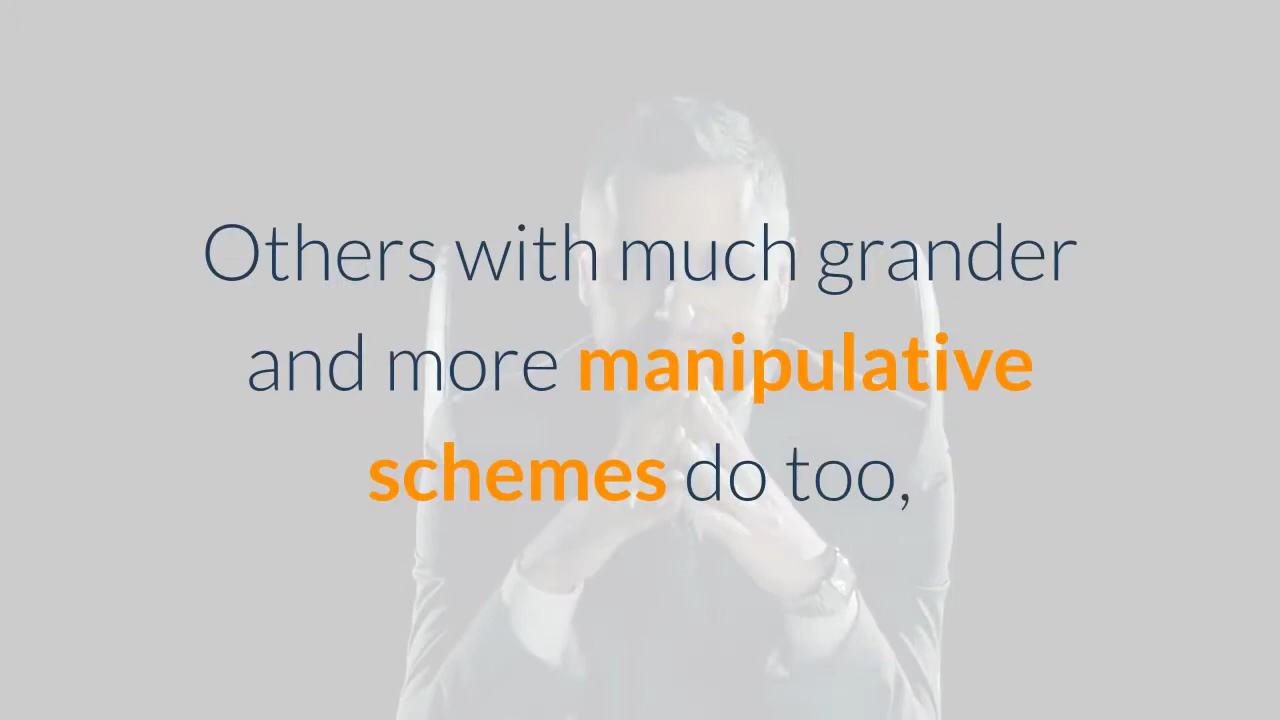 Others with much grander
and more manipulative
schemes do too,